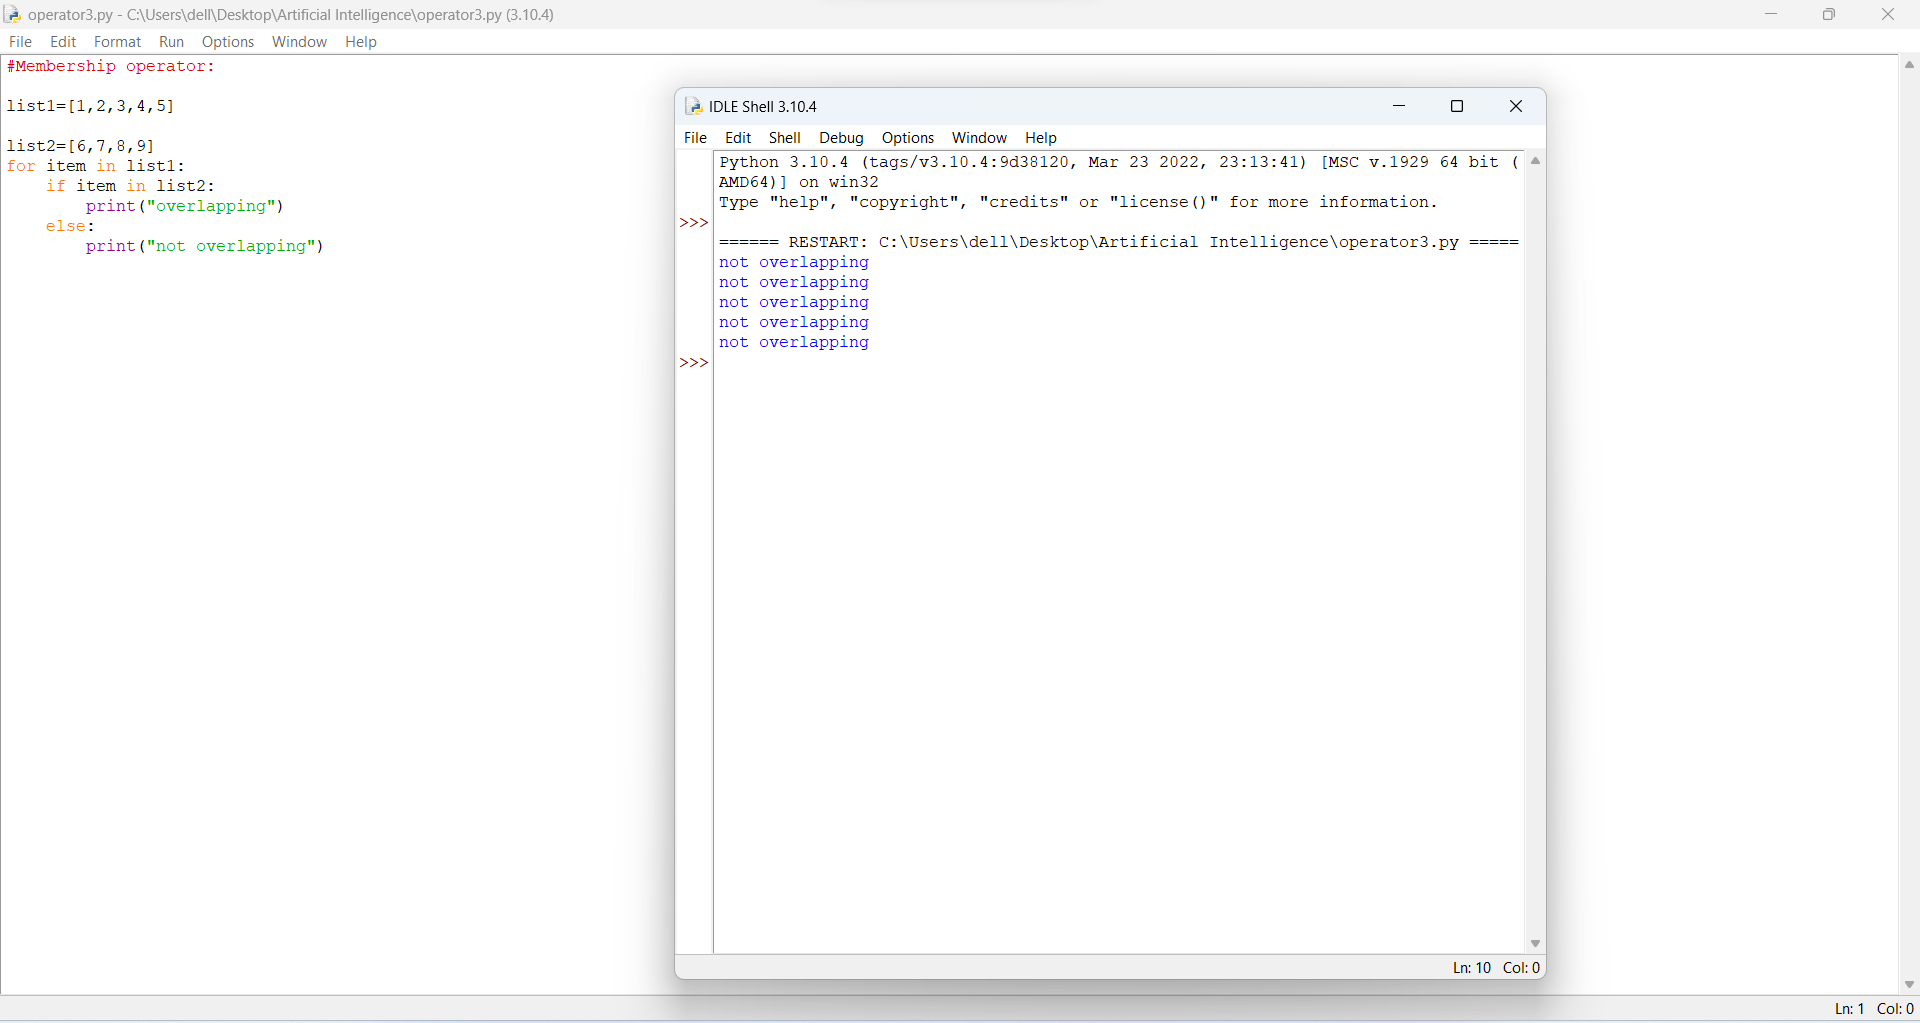 operator3.py - C:\Users\dell\Desktop\Artificial Intelligence\operator3.py (3.10.4)
File Edit Format Run Options Window Help
#Membership operator:
list1=[1,2,3,4,5]
list2=[6,7,8,9]
for item in list1:
    if item in list2:
        print("overlapping")
    else:
        print("not overlapping")
IDLE Shell 3.10.4
File Edit Shell Debug Options Window Help
Python 3.10.4 (tags/v3.10.4:9d38120, Mar 23 2022, 23:13:41) [MSC v.1929 64 bit (
AMD64)] on win32
Type "help", "copyright", "credits" or "license()" for more information.
>>>
====== RESTART: C:\Users\dell\Desktop\Artificial Intelligence\operator3.py =====
not overlapping
not overlapping
not overlapping
not overlapping
not overlapping
>>>
Ln: 10 Col: 0
Ln: 1 Col: 0